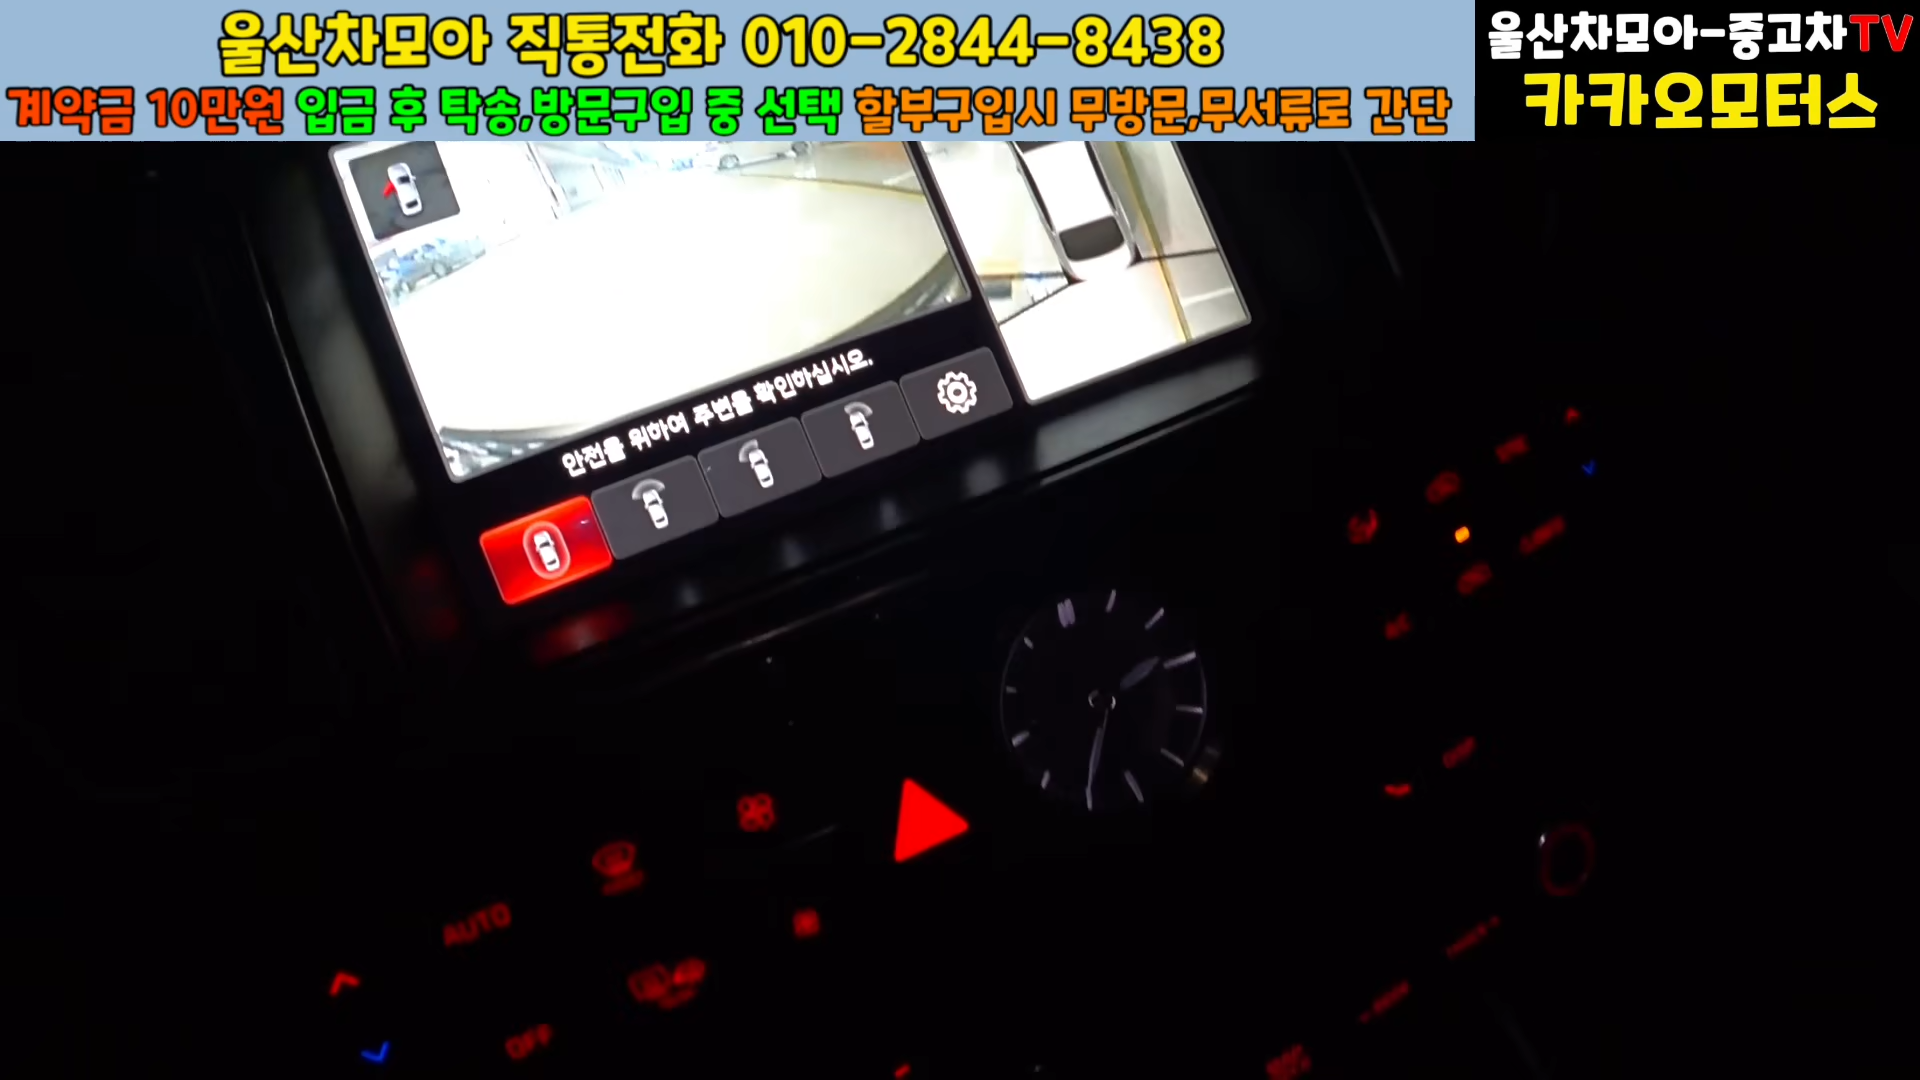 울산차모아 직통전화 010-2844-8438
계약금 10만원 입금 후 탁송,방문구입 중 선택 할부구입시 무방문,무서류로 간단
울산차모아-중고차TV
카카오모터스
안전을 위하여 주변을 확인하십시오.
AUTO
OFF